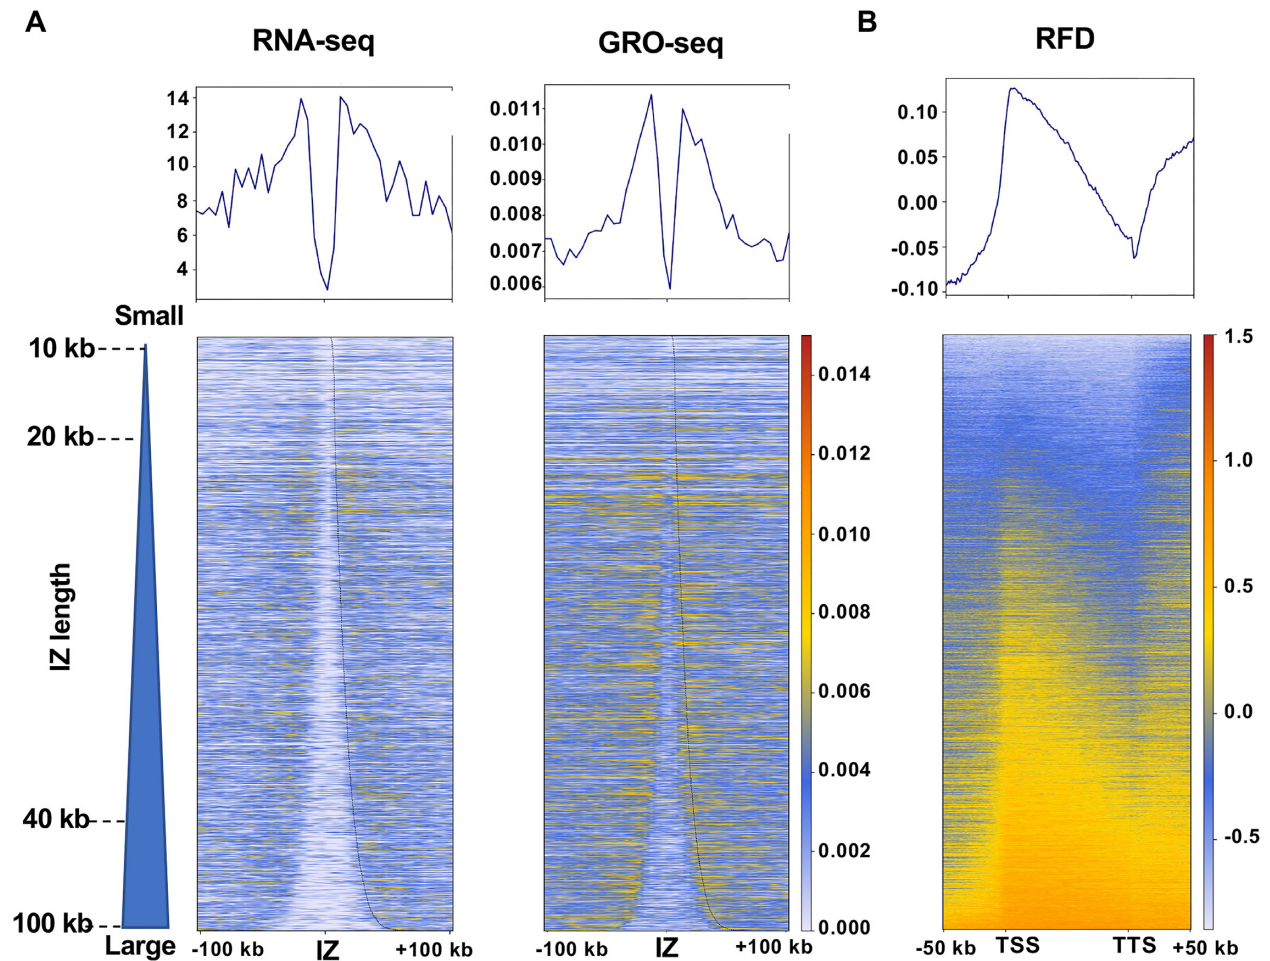 A
RNA-seq
GRO-seq
B
RFD
14
12
10
8
6
4
0.011
0.010
0.009
0.008
0.007
0.006
0.10
0.05
0.00
-0.05
-0.10
Small
10 kb
20 kb
40 kb
100 kb
Large
IZ length
-100 kb IZ +100 kb
-100 kb IZ +100 kb
0.014
0.012
0.010
0.008
0.006
0.004
0.002
0.000
-50 kb TSS TTS +50 kb
1.5
1.0
0.5
0.0
-0.5